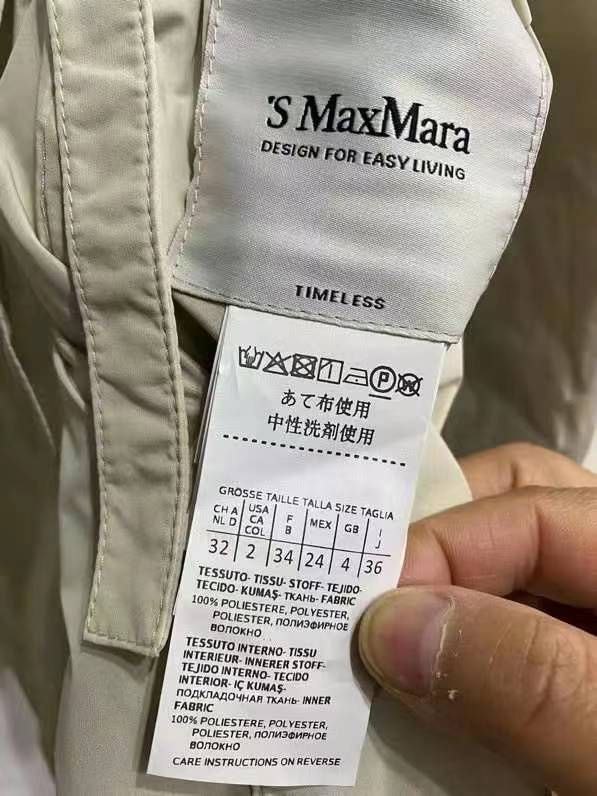 'S MaxMara
DESIGN FOR EASY LIVING
TIMELESS
P
あて布使用
中性洗剤使用
GRÖSSE TAILLE TALLA SIZE TAGLIA
CH A NL D USA CA COL F B MEX GB I J
32 2 34 24 4 36
TESSUTO- TISSU- STOFF- TEJIDO-
TECIDO- KUMAŞ- ТКАНЬ- FABRIC
100% POLIESTERE, POLYESTER,
POLIÉSTER, ПОЛИЭФИРНОЕ
ВОЛОКНО
TESSUTO INTERNO- TISSU
INTERIEUR- INNERER STOFF-
TEJIDO INTERNO- TECIDO
INTERIOR- IÇ KUMAŞ-
ПОДКЛАДОЧНАЯ ТКАНЬ- INNER
FABRIC
100% POLIESTERE, POLYESTER,
POLIÉSTER, ПОЛИЭФИРНОЕ
ВОЛОКНО
CARE INSTRUCTIONS ON REVERSE